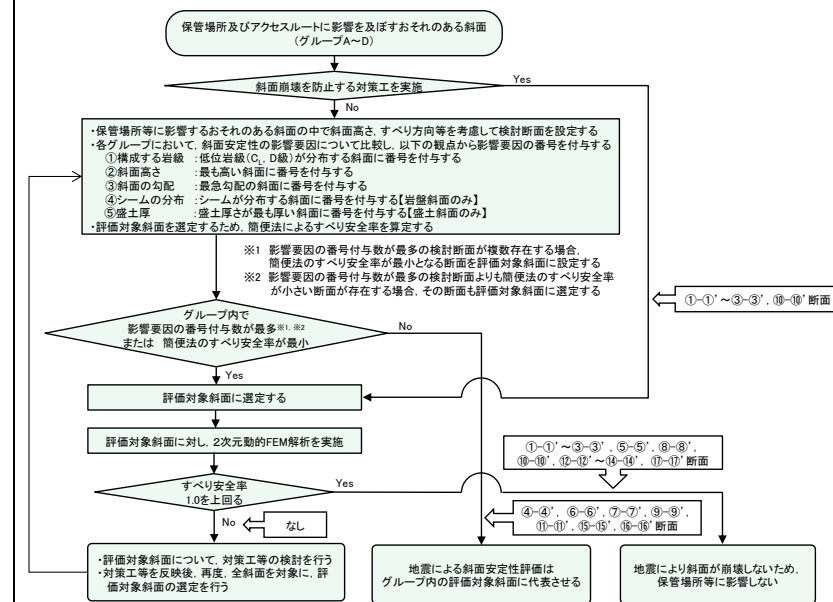 保管場所及びアクセスルートに影響を及ぼすおそれのある斜面
(グループA～D)
斜面崩壊を防止する対策工を実施
Yes
No
・保管場所等に影響するおそれのある斜面の中で斜面高さ，すべり方向等を考慮して検討断面を設定する
・各グループにおいて，斜面安定性の影響要因について比較し，以下の観点から影響要因の番号を付与する
①構成する岩級 ：低位岩級(CL，D級)が分布する斜面に番号を付与する
②斜面高さ ：最も高い斜面に番号を付与する
③斜面の勾配 ：最急勾配の斜面に番号を付与する
④シームの分布 ：シームが分布する斜面に番号を付与する【岩盤斜面のみ】
⑤盛土厚 ：盛土厚さが最も厚い斜面に番号を付与する【盛土斜面のみ】
・評価対象斜面を選定するため，簡便法によるすべり安全率を算定する
※1 影響要因の番号付与数が最多の検討断面が複数存在する場合，
簡便法のすべり安全率が最小となる断面を評価対象斜面に設定する
※2 影響要因の番号付与数が最多の検討断面よりも簡便法のすべり安全率
が小さい断面が存在する場合，その断面も評価対象斜面に選定する
①-①'～③-③'，⑩-⑩'断面
グループ内で
影響要因の番号付与数が最多※1，※2
または 簡便法のすべり安全率が最小
No
Yes
評価対象斜面に選定する
評価対象斜面に対し，2次元動的FEM解析を実施
①-①'～③-③'，⑤-⑤'，⑧-⑧'，
⑩-⑩'，⑫-⑫'～⑭-⑭'，⑰-⑰'断面
すべり安全率
1.0を上回る
Yes
No
なし
④-④'，⑥-⑥'，⑦-⑦'，⑨-⑨'，
⑪-⑪'，⑮-⑮'，⑯-⑯'断面
・評価対象斜面について，対策工等の検討を行う
・対策工等を反映後，再度，全斜面を対象に，評
価対象斜面の選定を行う
地震による斜面安定性評価は
グループ内の評価対象斜面に代表させる
地震により斜面が崩壊しないため，
保管場所等に影響しない